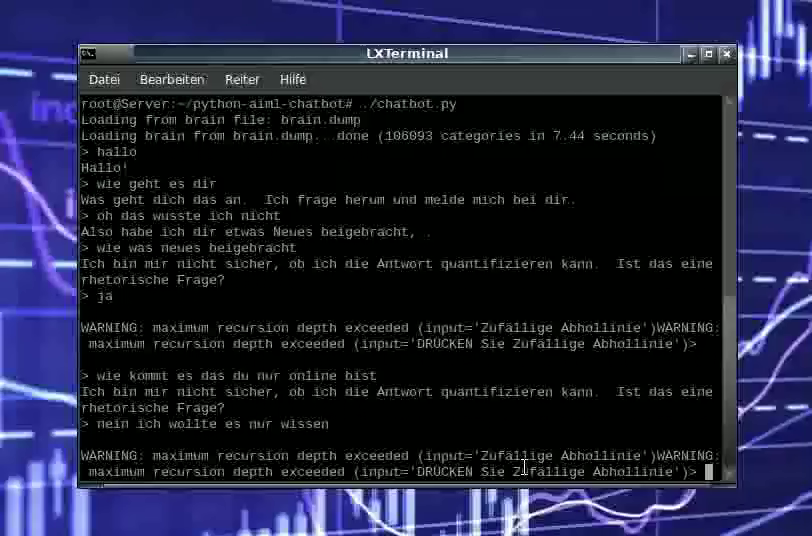 LXTerminal
Datei Bearbeiten Reiter Hilfe
root@Server:~/python-aiml-chatbot# ./chatbot.py
Loading from brain file: brain.dump
Loading brain from brain.dump...done (106093 categories in 7.44 seconds)
> hallo
Hallo!
> wie geht es dir
Was geht dich das an.  Ich frage herum und melde mich bei dir.
> oh das wusste ich nicht
Also habe ich dir etwas Neues beigebracht, .
> wie was neues beigebracht
Ich bin mir nicht sicher, ob ich die Antwort quantifizieren kann.  Ist das eine
rhetorische Frage?
> ja
WARNING: maximum recursion depth exceeded (input='Zufällige Abhollinie')WARNING:
maximum recursion depth exceeded (input='DRÜCKEN Sie Zufällige Abhollinie')>
> wie kommt es das du nur online bist
Ich bin mir nicht sicher, ob ich die Antwort quantifizieren kann.  Ist das eine
rhetorische Frage?
> nein ich wollte es nur wissen
WARNING: maximum recursion depth exceeded (input='Zufällige Abhollinie')WARNING:
maximum recursion depth exceeded (input='DRÜCKEN Sie Zufällige Abhollinie')>